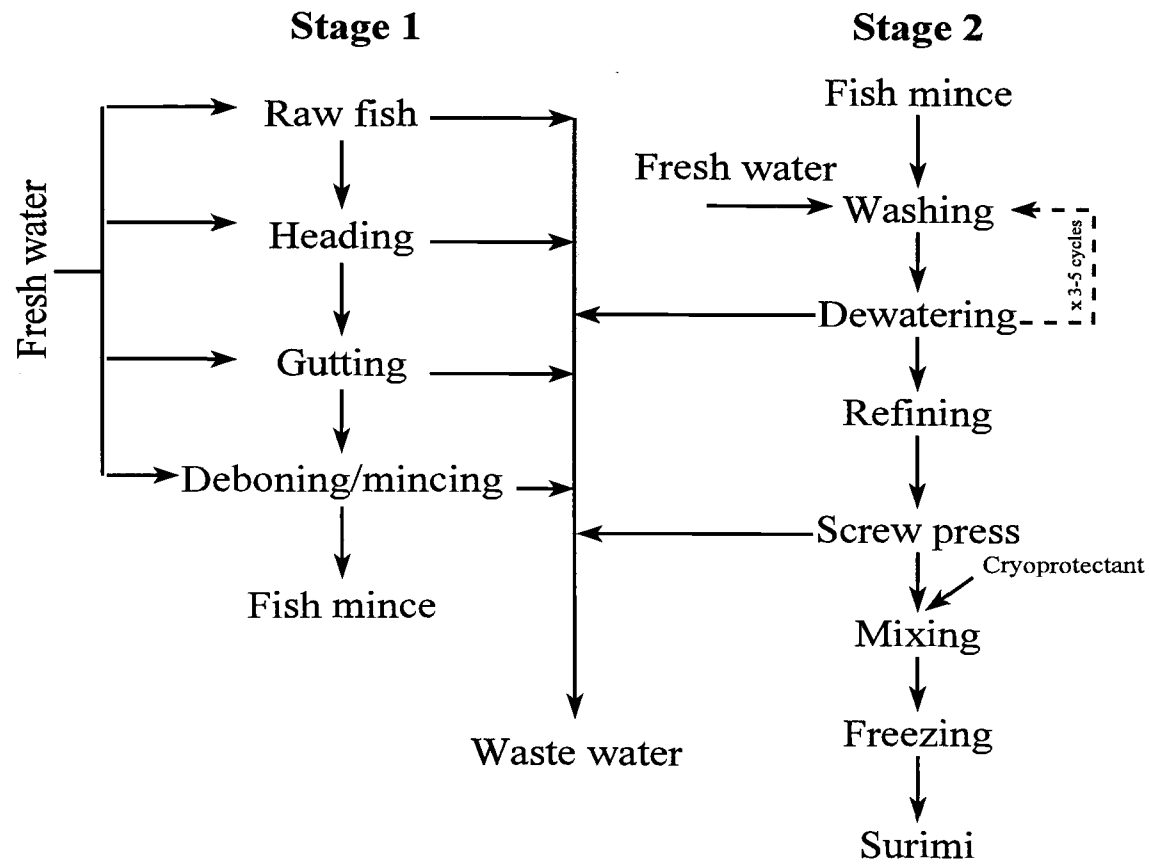 Stage 1
Fresh water
Raw fish
Heading
Gutting
Deboning/mincing
Fish mince
Waste water
Stage 2
Fish mince
Fresh water
Washing
x 3-5 cycles
Dewatering
Refining
Screw press
Cryoprotectant
Mixing
Freezing
Surimi